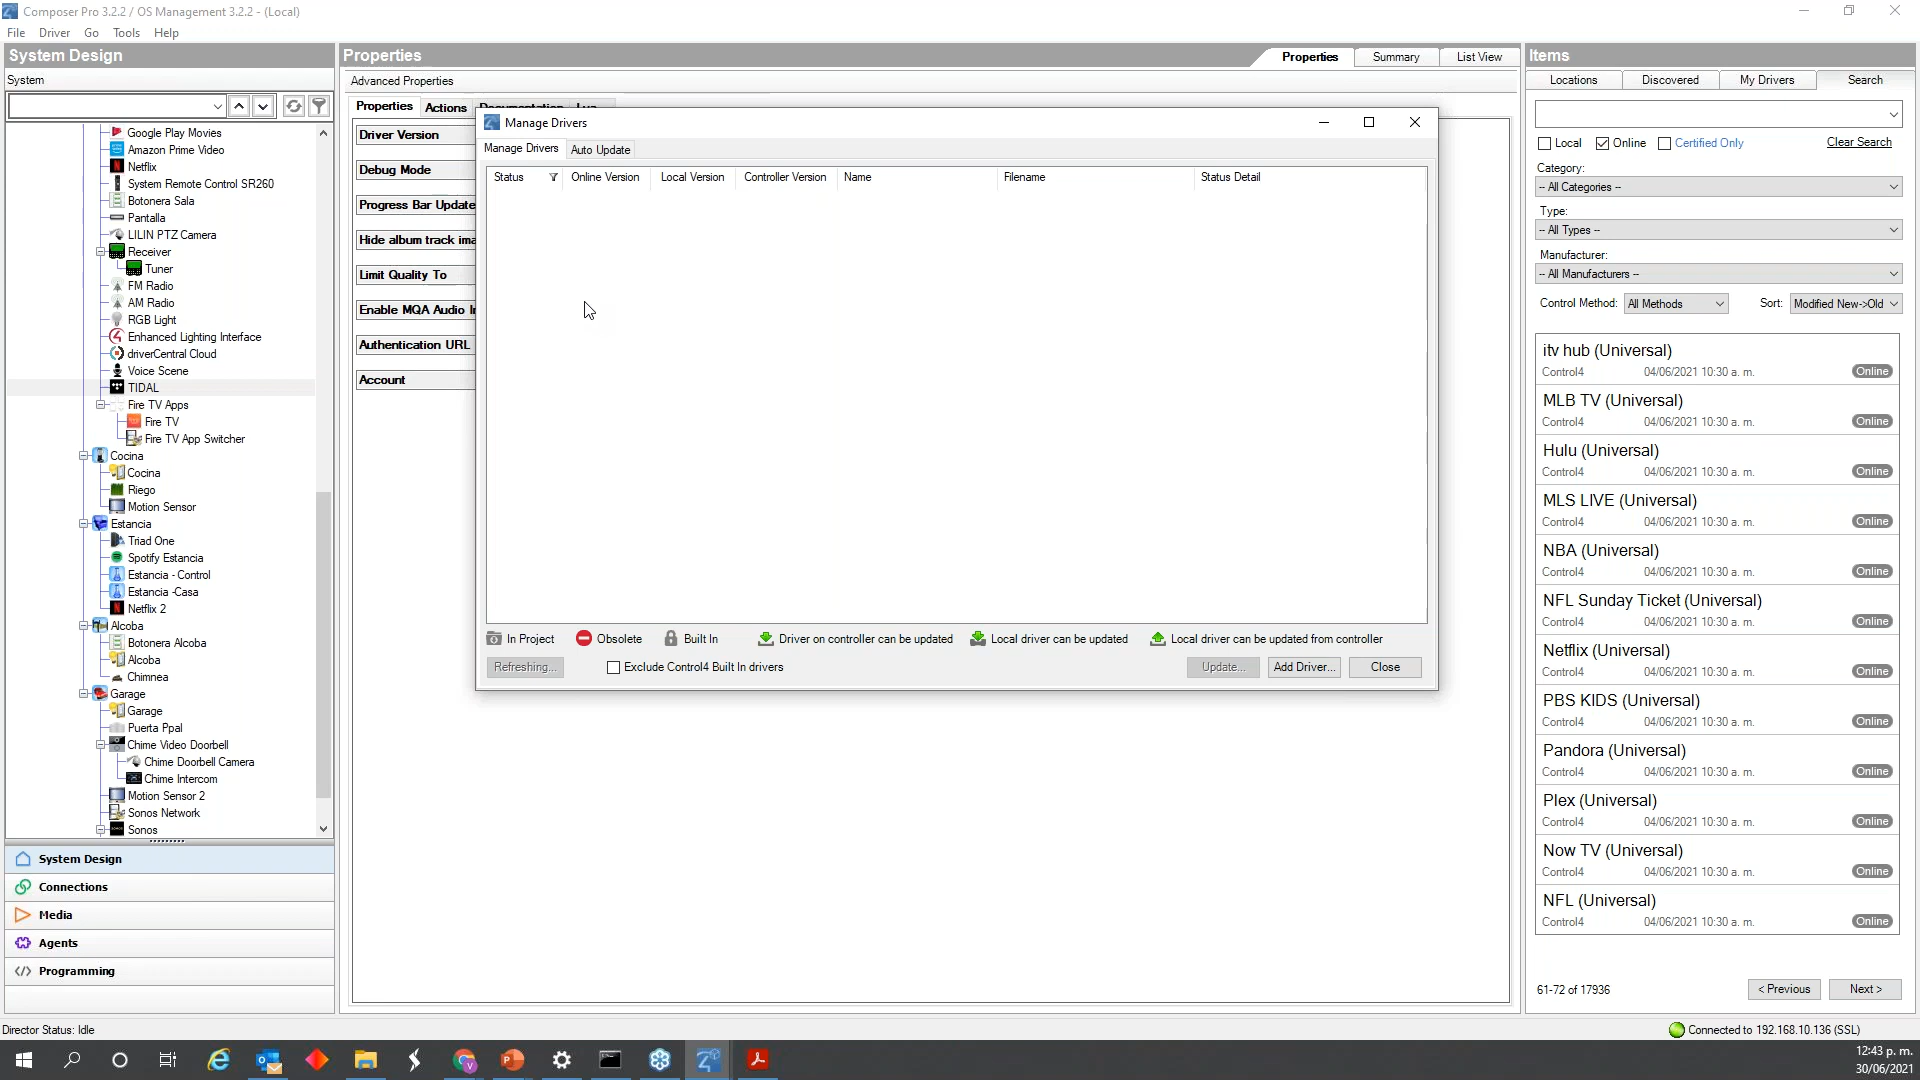 Composer Pro 3.2.2 / OS Management 3.2.2 - (Local)
File Driver Go Tools Help
System Design
System
Google Play Movies
Amazon Prime Video
Netflix
System Remote Control SR260
Botonera Sala
Pantalla
LILIN PTZ Camera
Receiver
Tuner
FM Radio
AM Radio
RGB Light
Enhanced Lighting Interface
driverCentral Cloud
Voice Scene
TIDAL
Fire TV Apps
Fire TV
Fire TV App Switcher
Cocina
Cocina
Riego
Motion Sensor
Estancia
Triad One
Spotify Estancia
Estancia - Control
Estancia -Casa
Netflix 2
Alcoba
Botonera Alcoba
Alcoba
Chimnea
Garage
Garage
Puerta Ppal
Chime Video Doorbell
Chime Doorbell Camera
Chime Intercom
Motion Sensor 2
Sonos Network
Sonos
System Design
Connections
Media
Agents
Programming
Director Status: Idle
Properties
Properties Summary List View
Advanced Properties
Properties Actions Documentation Lua
Driver Version
Debug Mode
Progress Bar Update
Hide album track ima
Limit Quality To
Enable MQA Audio
Authentication URL
Account
Manage Drivers
Manage Drivers Auto Update
Status Online Version Local Version Controller Version Name Filename Status Detail
In Project Obsolete Built In Driver on controller can be updated Local driver can be updated Local driver can be updated from controller
Refreshing... Exclude Control4 Built In drivers Update... Add Driver... Close
Items
Locations Discovered My Drivers Search
Local Online Certified Only Clear Search
Category:
-- All Categories --
Type:
-- All Types --
Manufacturer:
-- All Manufacturers --
Control Method: All Methods Sort: Modified New->Old
itv hub (Universal)
Control4 04/06/2021 10:30 a. m. Online
MLB TV (Universal)
Control4 04/06/2021 10:30 a. m. Online
Hulu (Universal)
Control4 04/06/2021 10:30 a. m. Online
MLS LIVE (Universal)
Control4 04/06/2021 10:30 a. m. Online
NBA (Universal)
Control4 04/06/2021 10:30 a. m. Online
NFL Sunday Ticket (Universal)
Control4 04/06/2021 10:30 a. m. Online
Netflix (Universal)
Control4 04/06/2021 10:30 a. m. Online
PBS KIDS (Universal)
Control4 04/06/2021 10:30 a. m. Online
Pandora (Universal)
Control4 04/06/2021 10:30 a. m. Online
Plex (Universal)
Control4 04/06/2021 10:30 a. m. Online
Now TV (Universal)
Control4 04/06/2021 10:30 a. m. Online
NFL (Universal)
Control4 04/06/2021 10:30 a. m. Online
61-72 of 17936 < Previous Next >
Connected to 192.168.10.136 (SSL)
12:43 p. m.
30/06/2021